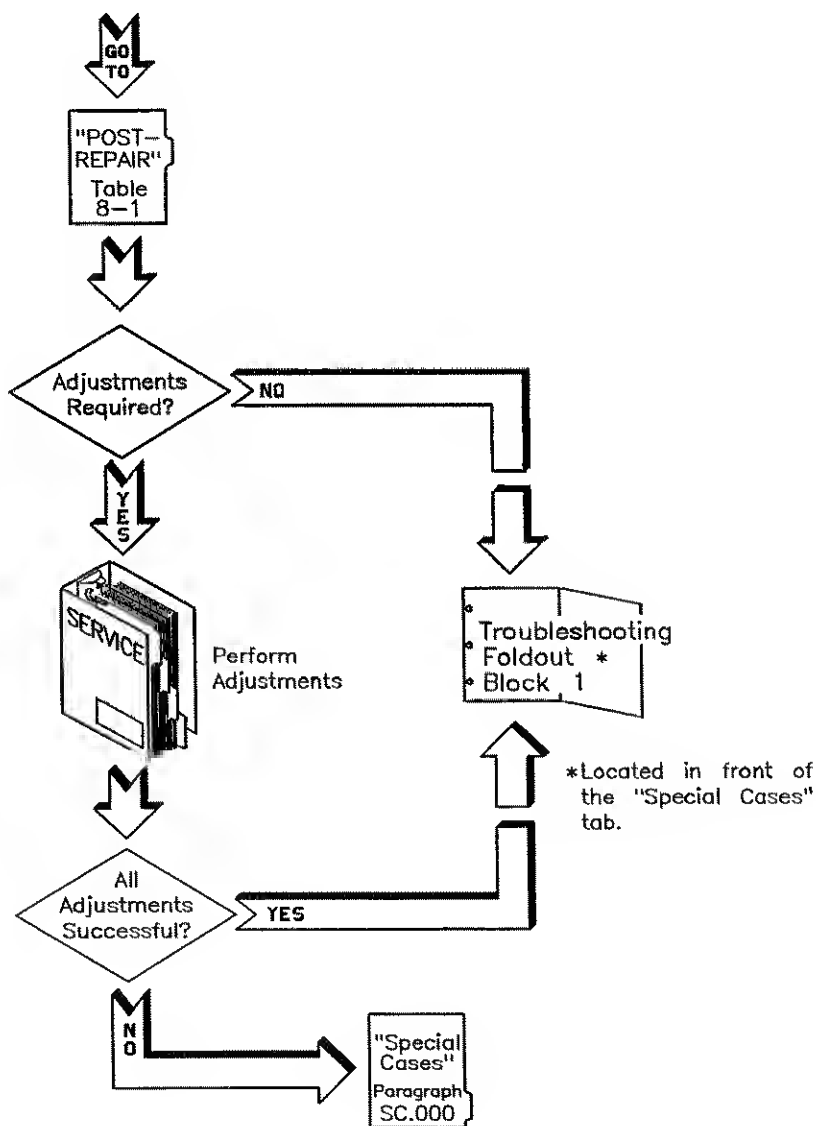 GO
TO
"POST-
REPAIR"
Table
8-1
Adjustments
Required?
NO
YES
SERVICE
Perform
Adjustments
Troubleshooting
Foldout *
Block 1
*Located in front of
the "Special Cases"
tab.
All
Adjustments
Successful?
YES
NO
"Special
Cases"
Paragraph
SC.000